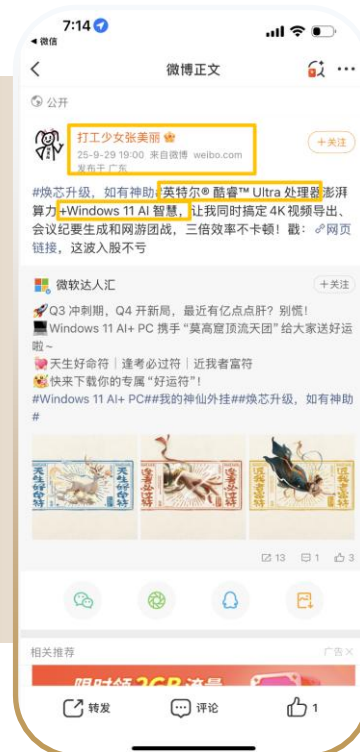 7:14
◀ 微信
微博正文
公开
打工少女张美丽
25-9-29 19:00 来自微博 weibo.com
发布于 广东
+关注
#焕芯升级，如有神助#英特尔® 酷睿™ Ultra 处理器澎湃
算力+Windows 11 AI 智慧，让我同时搞定 4K 视频导出、
会议纪要生成和网游团战，三倍效率不卡顿！戳：网页
链接，这波入股不亏
微软达人汇
+关注
🚀Q3 冲刺期，Q4 开新局，最近有亿点点肝？别慌！
💻Windows 11 AI+ PC 携手“莫高窟顶流天团”给大家送好运
啦~
天生好命符｜逢考必过符｜近我者富符
快来下载你的专属“好运符”！
#Windows 11 AI+ PC##我的神仙外挂##焕芯升级，如有神助
#
天生好命符
逢考必过符
近我者富符
13
1
3
相关推荐
广告×
限时领2GB流量
转发
评论
1